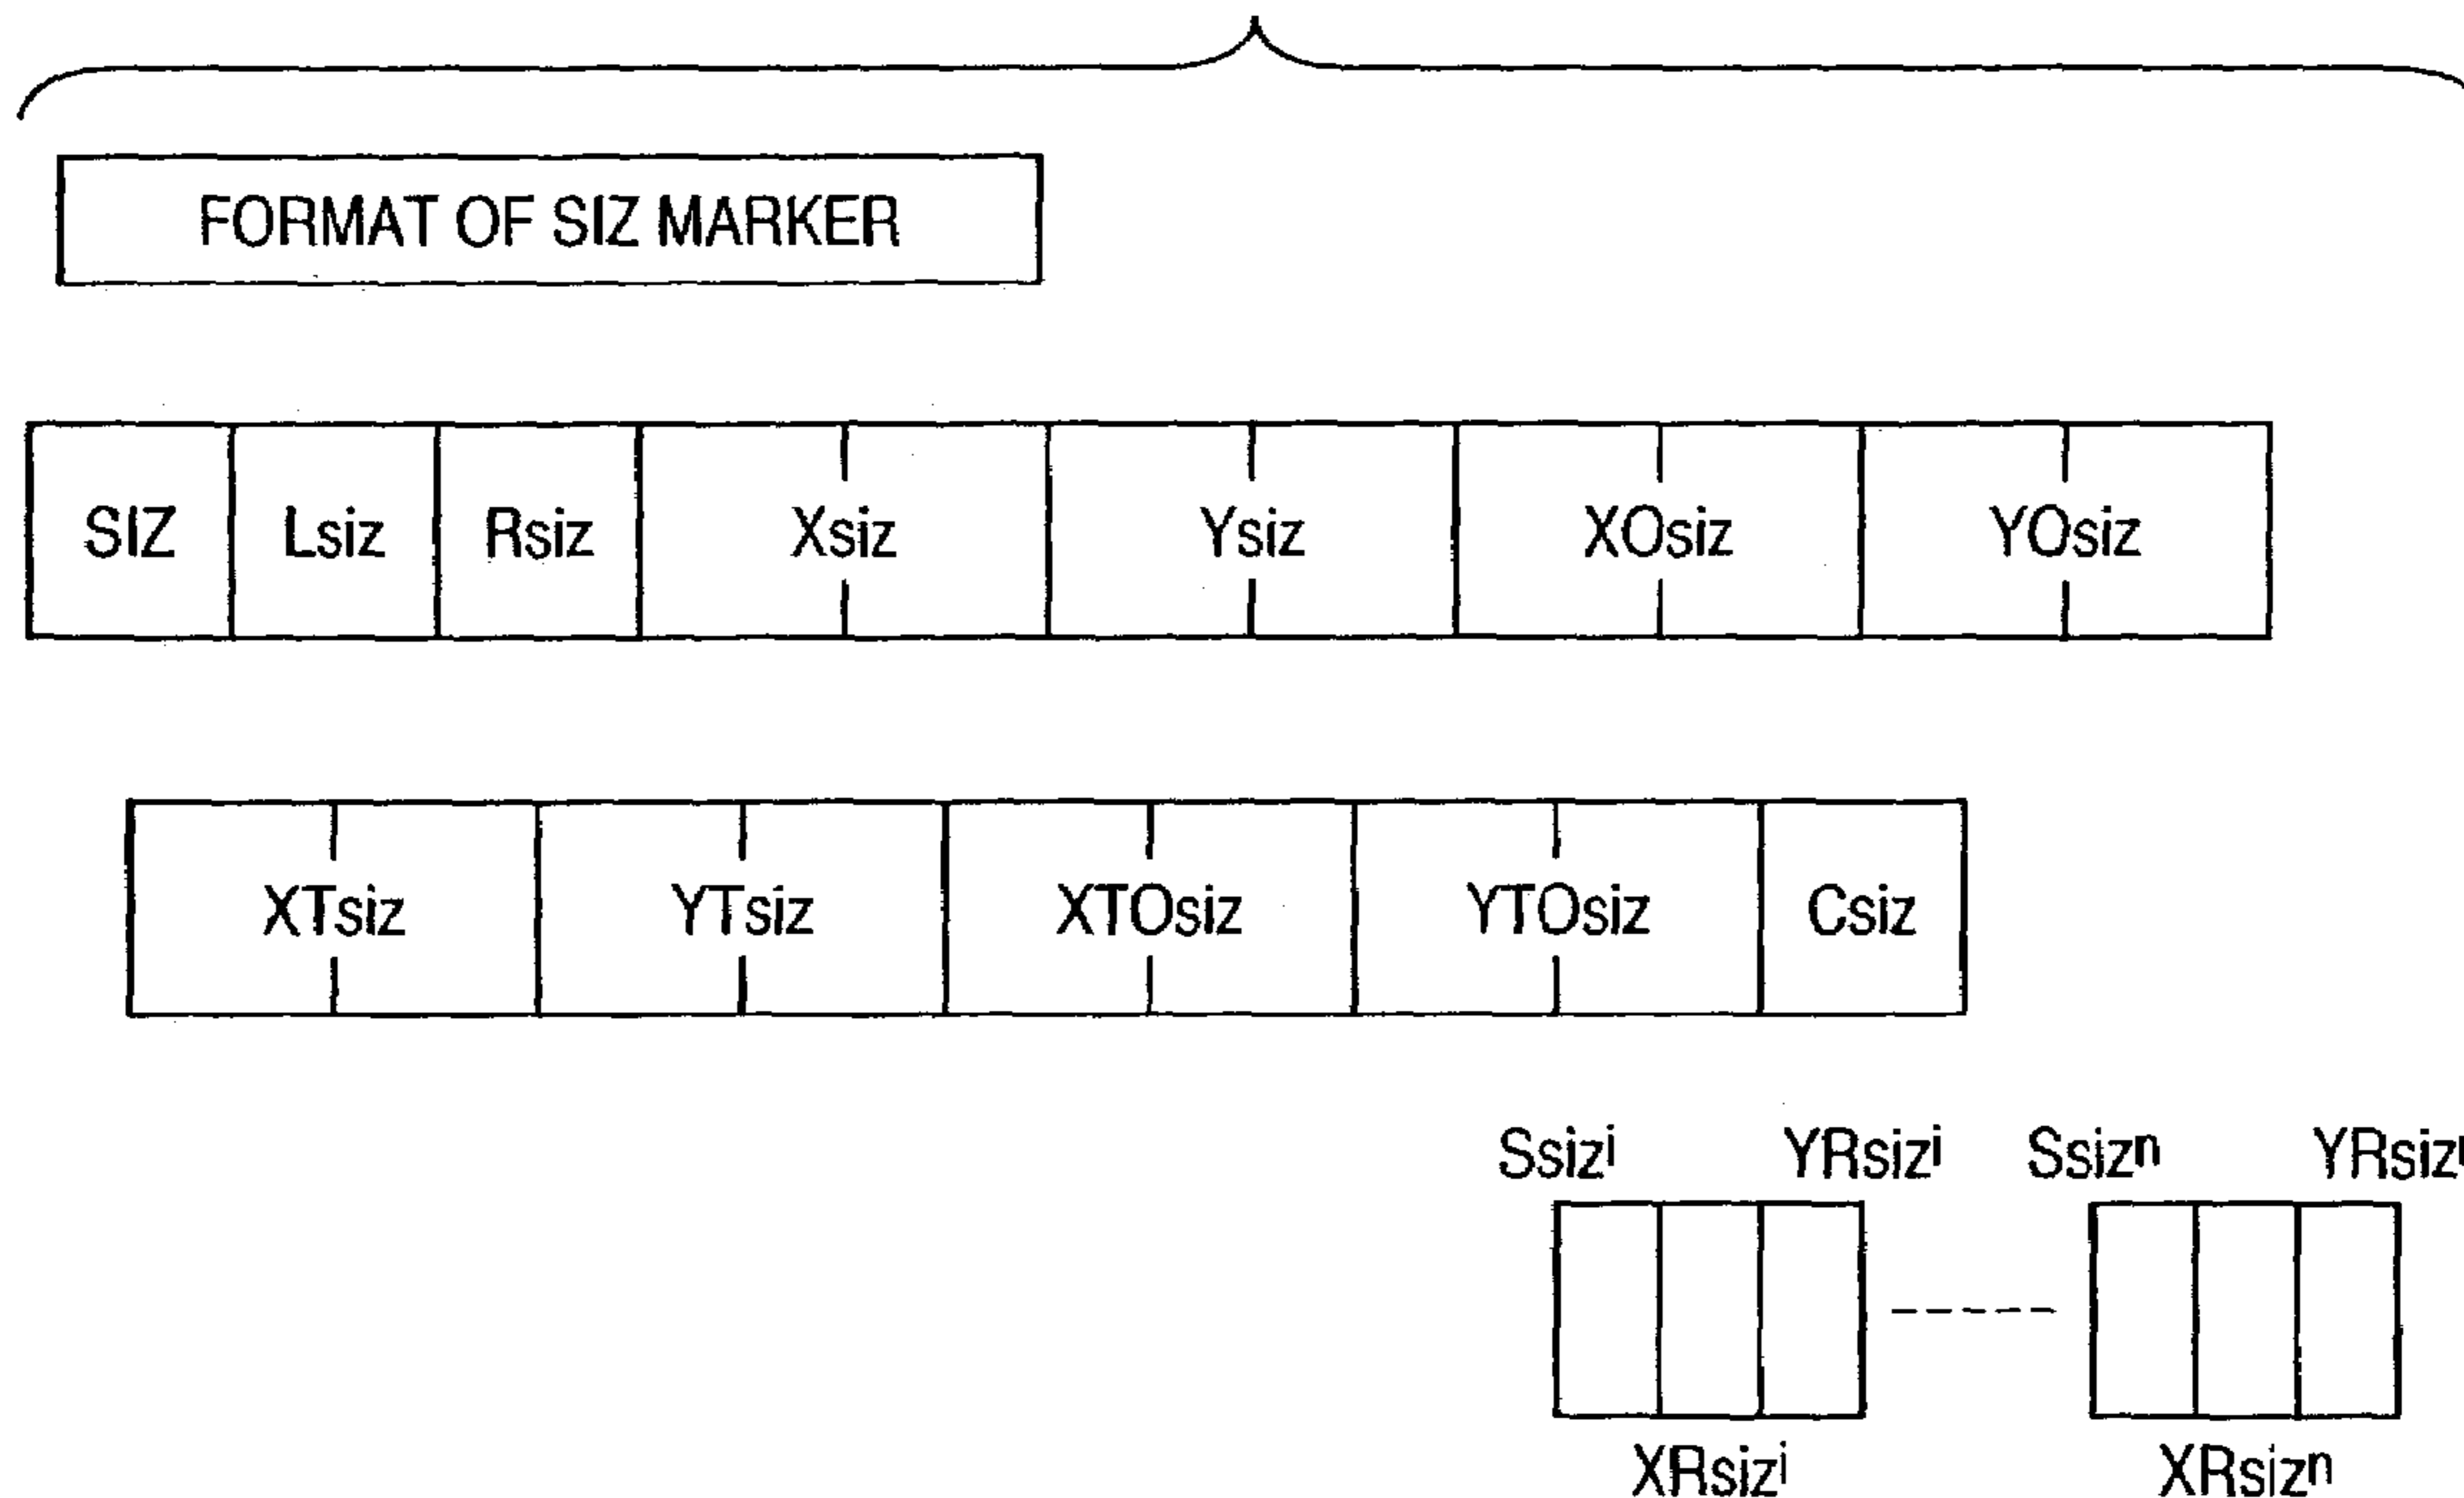 FORMAT OF SIZ MARKER
SIZ Lsiz Rsiz Xsiz Ysiz XOsiz YOsiz
XTsiz YTsiz XTOsiz YTOsiz Csiz
Ssizⁱ YRsizⁱ Ssizⁿ YRsiz
XRsizⁱ XRsizⁿ